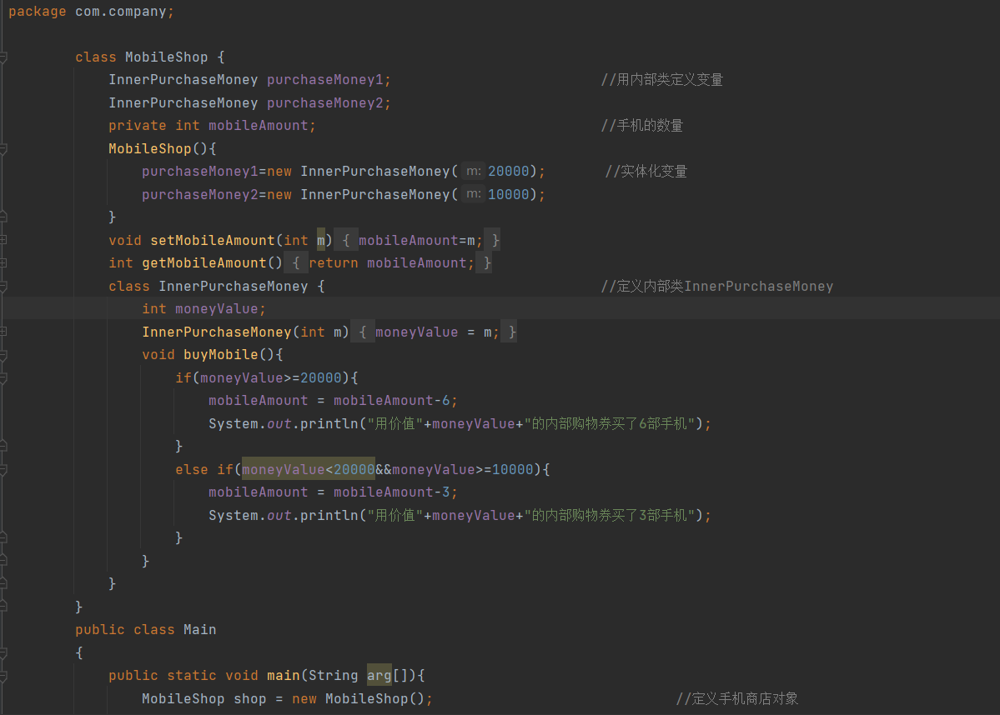 package com.company;
class MobileShop {
InnerPurchaseMoney purchaseMoney1; //用内部类定义变量
InnerPurchaseMoney purchaseMoney2;
private int mobileAmount; //手机的数量
MobileShop(){
purchaseMoney1=new InnerPurchaseMoney( m: 20000); //实体化变量
purchaseMoney2=new InnerPurchaseMoney( m: 10000);
}
void setMobileAmount(int m) { mobileAmount=m; }
int getMobileAmount() { return mobileAmount; }
class InnerPurchaseMoney { //定义内部类InnerPurchaseMoney
int moneyValue;
InnerPurchaseMoney(int m) { moneyValue = m; }
void buyMobile(){
if(moneyValue>=20000){
mobileAmount = mobileAmount-6;
System.out.println("用价值"+moneyValue+"的内部购物券买了6部手机");
}
else if(moneyValue<20000&&moneyValue>=10000){
mobileAmount = mobileAmount-3;
System.out.println("用价值"+moneyValue+"的内部购物券买了3部手机");
}
}
}
}
public class Main
{
public static void main(String arg[]){
MobileShop shop = new MobileShop(); //定义手机商店对象